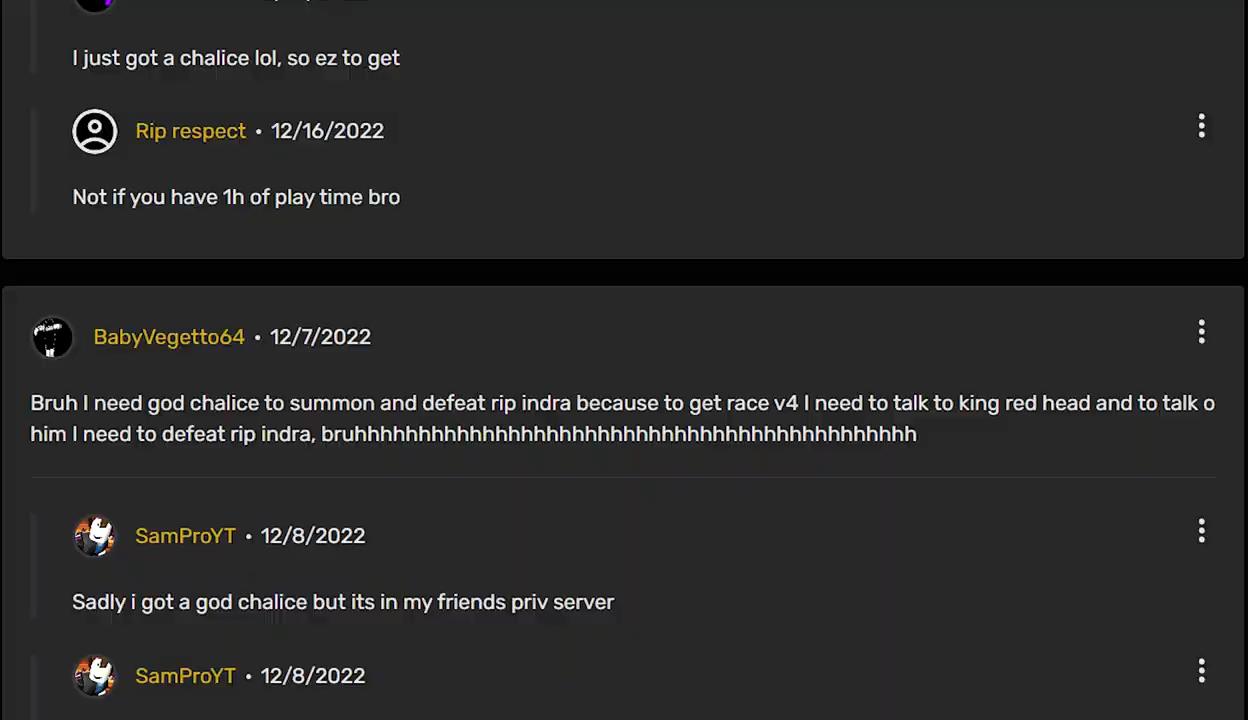 I just got a chalice lol, so ez to get
Rip respect • 12/16/2022
Not if you have 1h of play time bro
BabyVegetto64 • 12/7/2022
Bruh I need god chalice to summon and defeat rip indra because to get race v4 I need to talk to king red head and to talk o
him I need to defeat rip indra, bruhhhhhhhhhhhhhhhhhhhhhhhhhhhhhhhhhhhhhhhhhhhh
SamProYT • 12/8/2022
Sadly i got a god chalice but its in my friends priv server
SamProYT • 12/8/2022